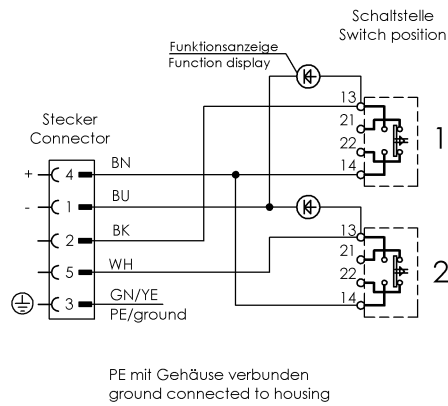 Schaltstelle
Switch position
Funktionsanzeige
Function display
13
21
22
14
1
Stecker
Connector
+ 4 BN
- 1 BU
2 BK
5 WH
3 GN/YE
PE/ground
13
21
22
14
2
PE mit Gehäuse verbunden
ground connected to housing